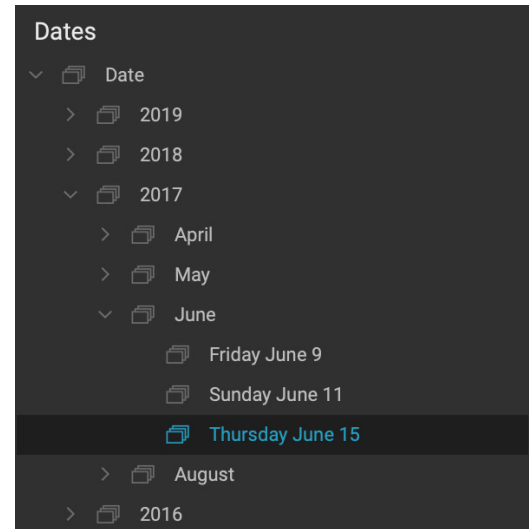 Dates
Date
2019
2018
2017
April
May
June
Friday June 9
Sunday June 11
Thursday June 15
August
2016